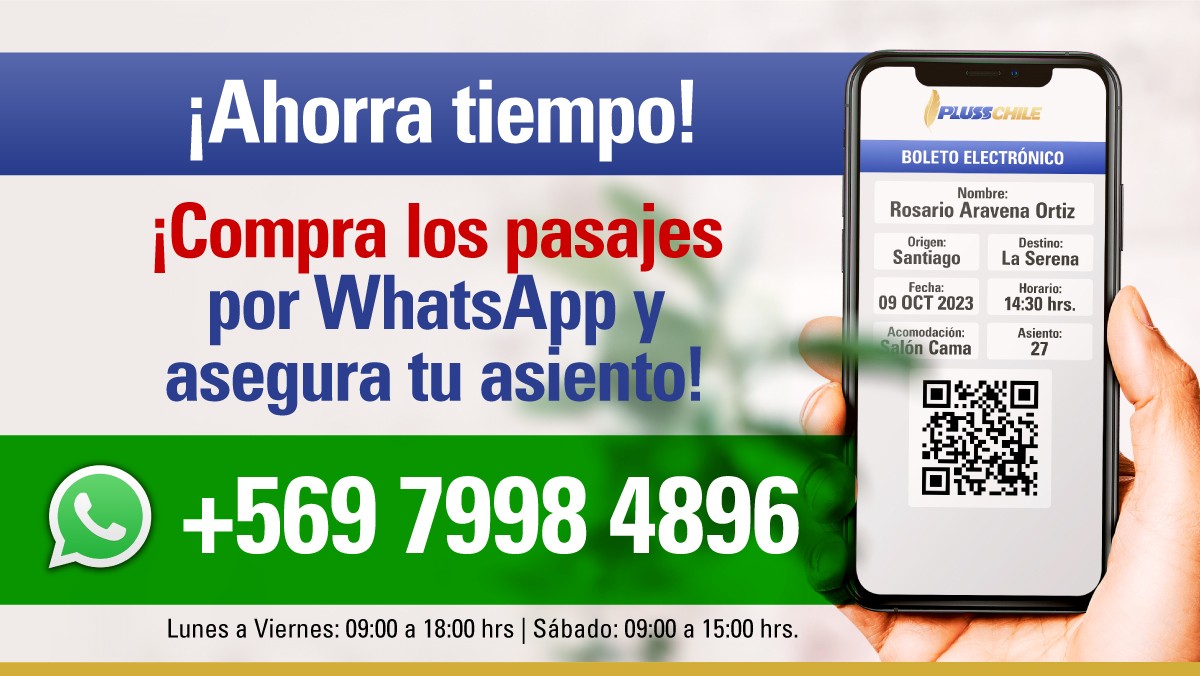 ¡Ahorra tiempo!
¡Compra los pasajes
por WhatsApp y
asegura tu asiento!
+569 7998 4896
Lunes a Viernes: 09:00 a 18:00 hrs | Sábado: 09:00 a 15:00 hrs.
PLUSSCHILE
BOLETO ELECTRÓNICO
Nombre:
Rosario Aravena Ortiz
Origen:
Santiago
Destino:
La Serena
Fecha:
09 OCT 2023
Horario:
14:30 hrs.
Acomodación:
Salón Cama
Asiento:
27